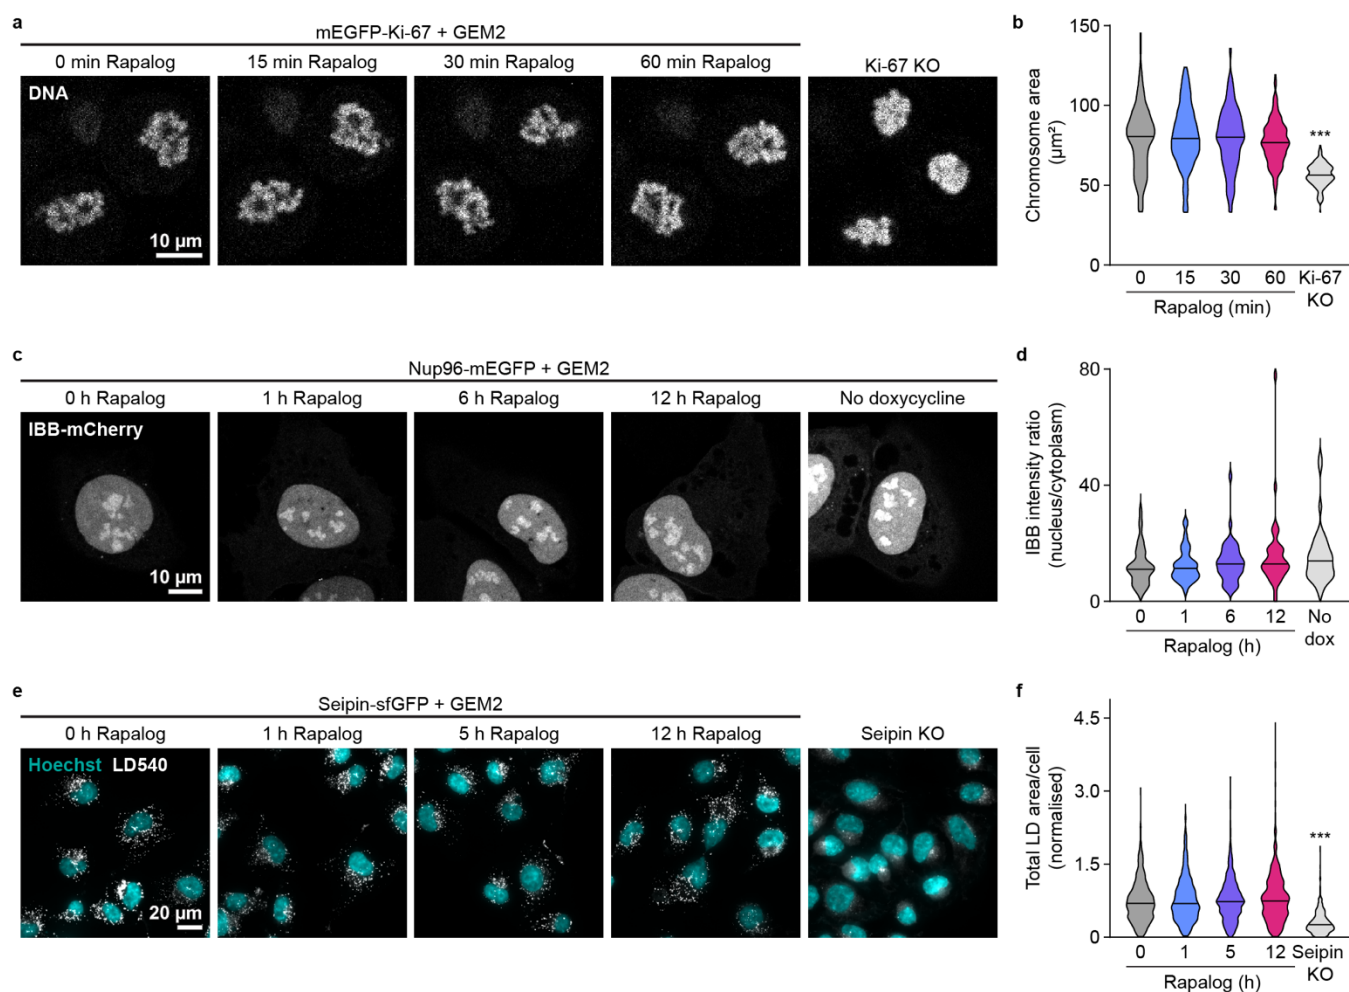 a
mEGFP-Ki-67 + GEM2
0 min Rapalog
15 min Rapalog
30 min Rapalog
60 min Rapalog
Ki-67 KO
DNA
10 µm
b
Chromosome area
(µm²)
150
100
50
0
***
0
15
30
60
Ki-67
KO
Rapalog (min)
c
Nup96-mEGFP + GEM2
0 h Rapalog
1 h Rapalog
6 h Rapalog
12 h Rapalog
No doxycycline
IBB-mCherry
10 µm
d
IBB intensity ratio
(nucleus/cytoplasm)
80
40
0
0
1
6
12
No
dox
Rapalog (h)
e
Seipin-sfGFP + GEM2
0 h Rapalog
1 h Rapalog
5 h Rapalog
12 h Rapalog
Seipin KO
Hoechst LD540
20 µm
f
Total LD area/cell
(normalised)
4.5
3.0
1.5
0
***
0
1
5
12
Seipin
KO
Rapalog (h)